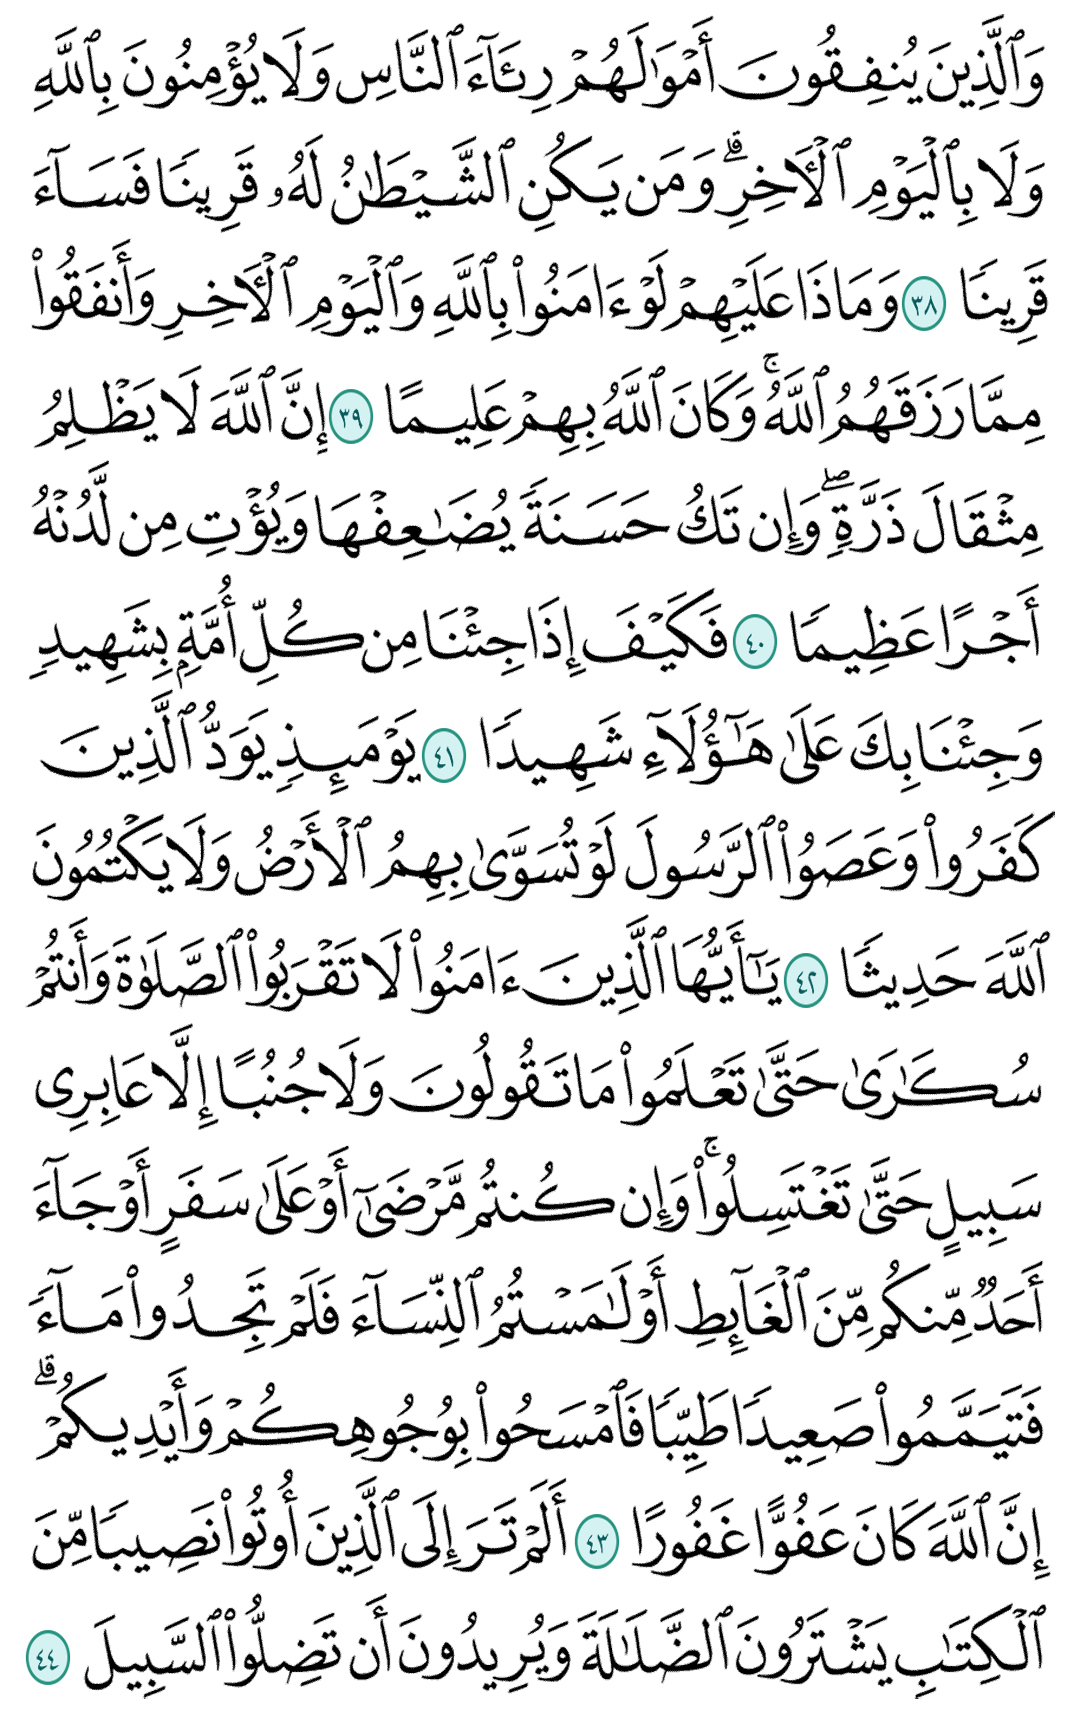 وَٱلَّذِينَ يُنفِقُونَ أَمۡوَٰلَهُمۡ رِئَآءَ ٱلنَّاسِ وَلَا يُؤۡمِنُونَ بِٱللَّهِ
وَلَا بِٱلۡيَوۡمِ ٱلۡأٓخِرِۗ وَمَن يَكُنِ ٱلشَّيۡطَٰنُ لَهُۥ قَرِينٗا فَسَآءَ
قَرِينٗا ٣٨ وَمَاذَا عَلَيۡهِمۡ لَوۡ ءَامَنُواْ بِٱللَّهِ وَٱلۡيَوۡمِ ٱلۡأٓخِرِ وَأَنفَقُواْ
مِمَّا رَزَقَهُمُ ٱللَّهُۚ وَكَانَ ٱللَّهُ بِهِمۡ عَلِيمًا ٣٩ إِنَّ ٱللَّهَ لَا يَظۡلِمُ
مِثۡقَالَ ذَرَّةٖۖ وَإِن تَكُ حَسَنَةٗ يُضَٰعِفۡهَا وَيُؤۡتِ مِن لَّدُنۡهُ
أَجۡرًا عَظِيمٗا ٤٠ فَكَيۡفَ إِذَا جِئۡنَا مِن كُلِّ أُمَّةِۭ بِشَهِيدٖ
وَجِئۡنَا بِكَ عَلَىٰ هَٰٓؤُلَآءِ شَهِيدٗا ٤١ يَوۡمَئِذٖ يَوَدُّ ٱلَّذِينَ
كَفَرُواْ وَعَصَوُاْ ٱلرَّسُولَ لَوۡ تُسَوَّىٰ بِهِمُ ٱلۡأَرۡضُ وَلَا يَكۡتُمُونَ
ٱللَّهَ حَدِيثٗا ٤٢ يَٰٓأَيُّهَا ٱلَّذِينَ ءَامَنُواْ لَا تَقۡرَبُواْ ٱلصَّلَوٰةَ وَأَنتُمۡ
سُكَٰرَىٰ حَتَّىٰ تَعۡلَمُواْ مَا تَقُولُونَ وَلَا جُنُبًا إِلَّا عَابِرِي
سَبِيلٍ حَتَّىٰ تَغۡتَسِلُواْۚ وَإِن كُنتُم مَّرۡضَىٰٓ أَوۡ عَلَىٰ سَفَرٍ أَوۡ جَآءَ
أَحَدٞ مِّنكُم مِّنَ ٱلۡغَآئِطِ أَوۡ لَٰمَسۡتُمُ ٱلنِّسَآءَ فَلَمۡ تَجِدُواْ مَآءٗ
فَتَيَمَّمُواْ صَعِيدٗا طَيِّبٗا فَٱمۡسَحُواْ بِوُجُوهِكُمۡ وَأَيۡدِيكُمۡۗ
إِنَّ ٱللَّهَ كَانَ عَفُوًّا غَفُورًا ٤٣ أَلَمۡ تَرَ إِلَى ٱلَّذِينَ أُوتُواْ نَصِيبٗا مِّنَ
ٱلۡكِتَٰبِ يَشۡتَرُونَ ٱلضَّلَٰلَةَ وَيُرِيدُونَ أَن تَضِلُّواْ ٱلسَّبِيلَ ٤٤